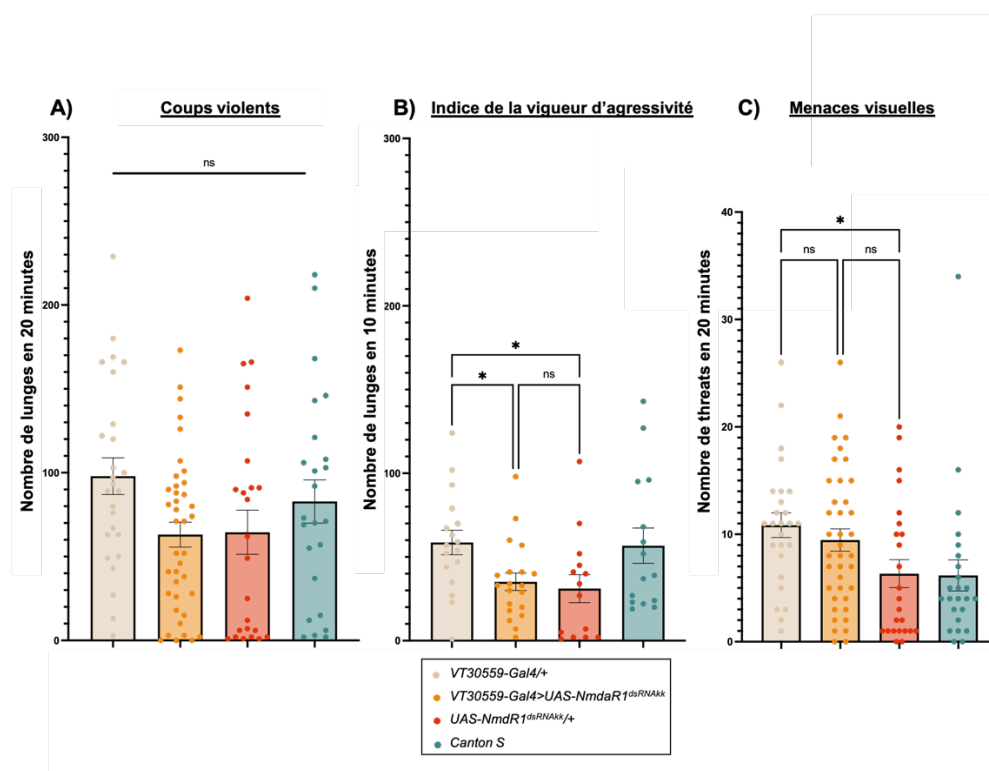 A) Coups violents
B) Indice de la vigueur d'agressivité
C) Menaces visuelles
Nombre de lunges en 20 minutes
300
200
100
0
ns
Nombre de lunges en 10 minutes
300
200
100
0
*
*
ns
Nombre de threats en 20 minutes
40
30
20
10
0
*
ns
ns
VT30559-Gal4/+
VT30559-Gal4>UAS-NmdaR1dsRNAkk
UAS-NmdR1dsRNAkk/+
Canton S